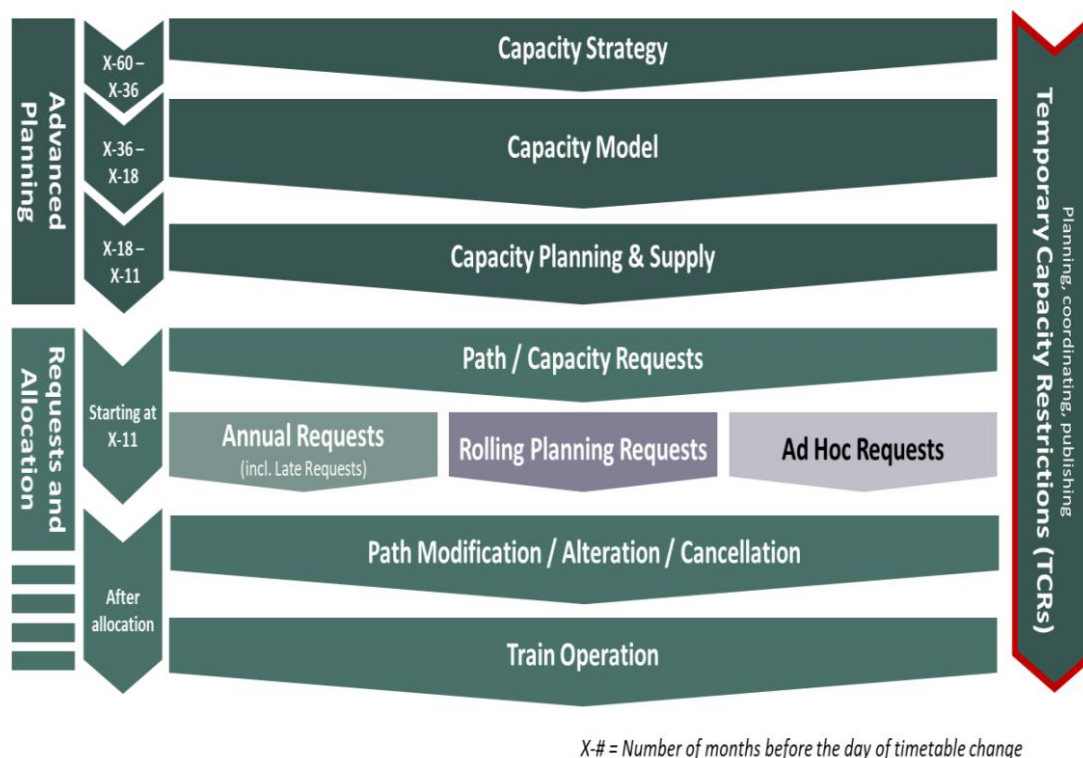 Advanced
Planning
X-60 –
X-36
Capacity Strategy
X-36 –
X-18
Capacity Model
X-18 –
X-11
Capacity Planning & Supply
Requests and
Allocation
Starting at
X-11
Path / Capacity Requests
Annual Requests
(incl. Late Requests)
Rolling Planning Requests
Ad Hoc Requests
After
allocation
Path Modification / Alteration / Cancellation
Train Operation
Temporary Capacity Restrictions (TCRs)
Planning, coordinating, publishing
X-# = Number of months before the day of timetable change